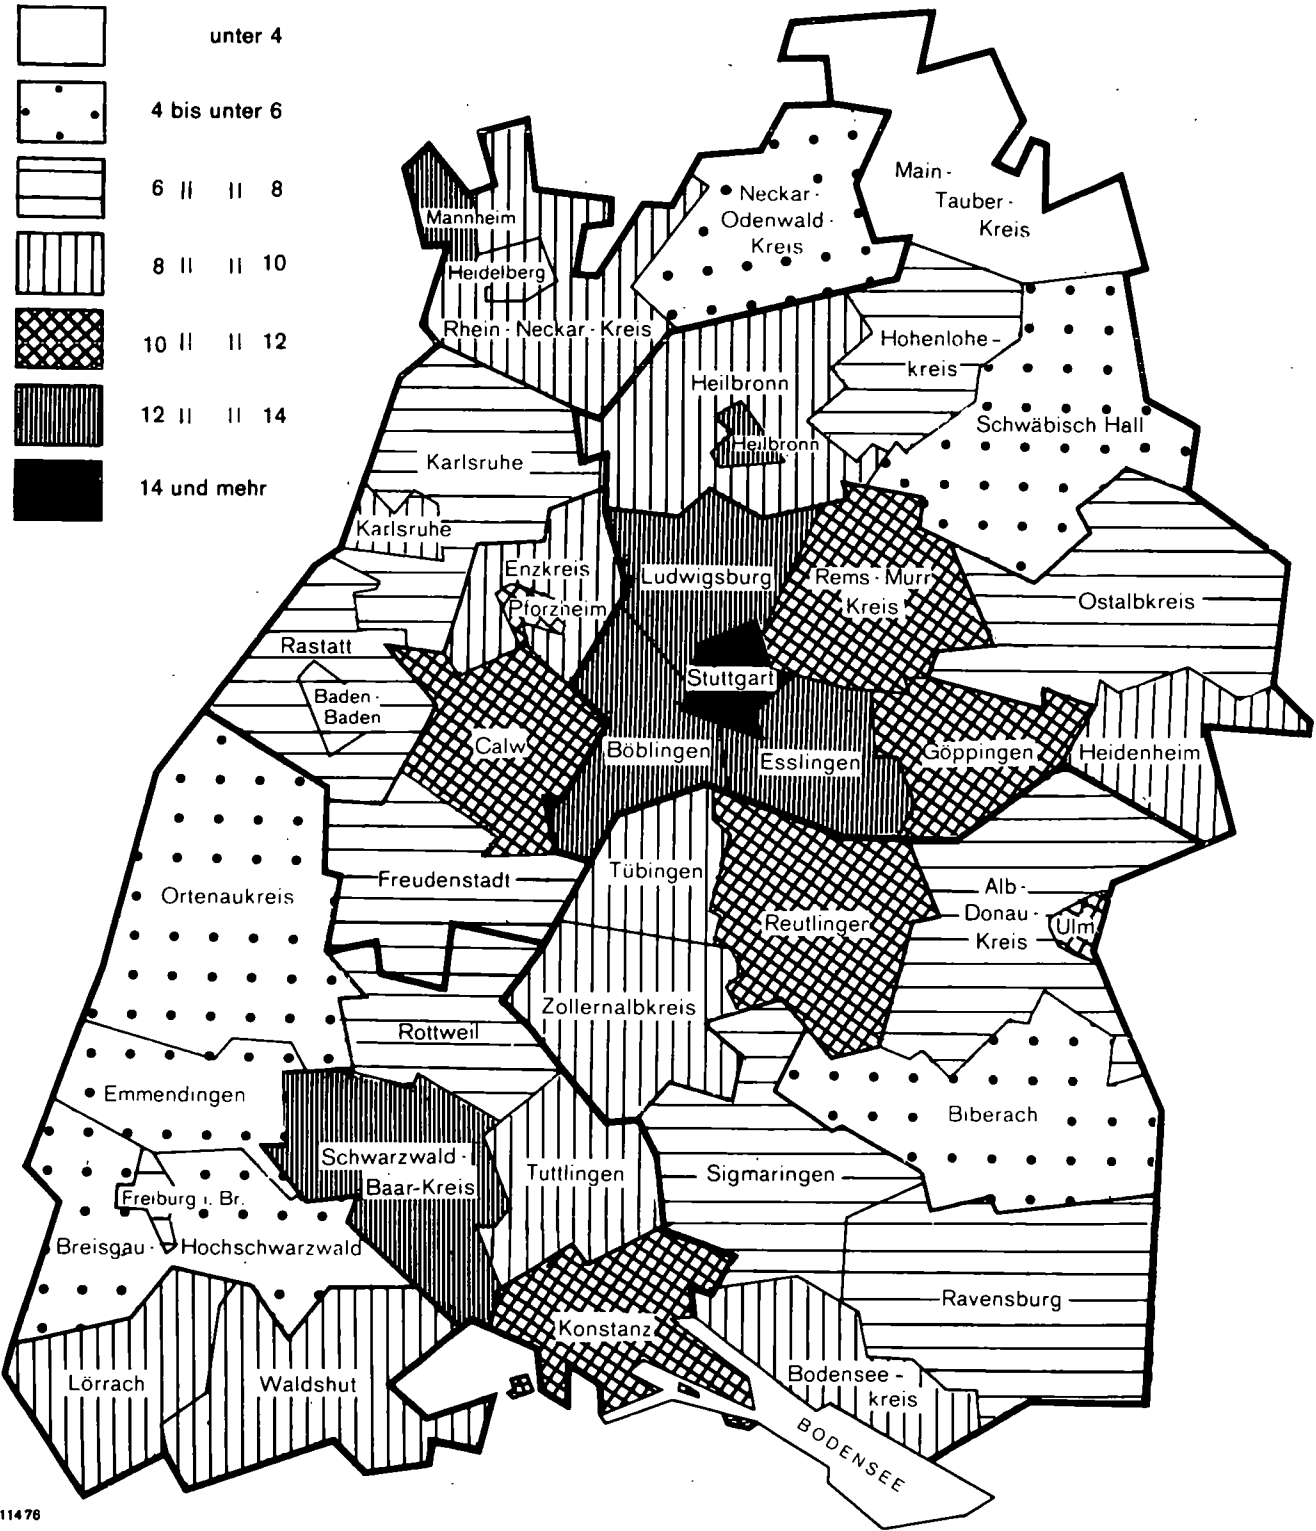 unter 4
4 bis unter 6
6 " " 8
8 " " 10
10 " " 12
12 " " 14
14 und mehr
Main-
Tauber-
Kreis
Neckar-
Odenwald-
Kreis
Mannheim
Heidelberg
Rhein-Neckar-Kreis
Hohenlohe-
kreis
Heilbronn
Heilbronn
Schwäbisch Hall
Karlsruhe
Karlsruhe
Enzkreis
Pforzheim
Ludwigsburg
Rems-Murr
Kreis
Ostalbkreis
Rastatt
Baden-
Baden
Stuttgart
Calw
Böblingen
Esslingen
Göppingen
Heidenheim
Freudenstadt
Tübingen
Ortenaukreis
Reutlingen
Alb-
Donau-
Kreis
Ulm
Zollernalbkreis
Rottweil
Emmendingen
Biberach
Schwarzwald-
Baar-Kreis
Tuttlingen
Sigmaringen
Freiburg i. Br.
Breisgau-Hochschwarzwald
Ravensburg
Konstanz
Lörrach
Waldshut
Bodensee-
kreis
BODENSEE
11476